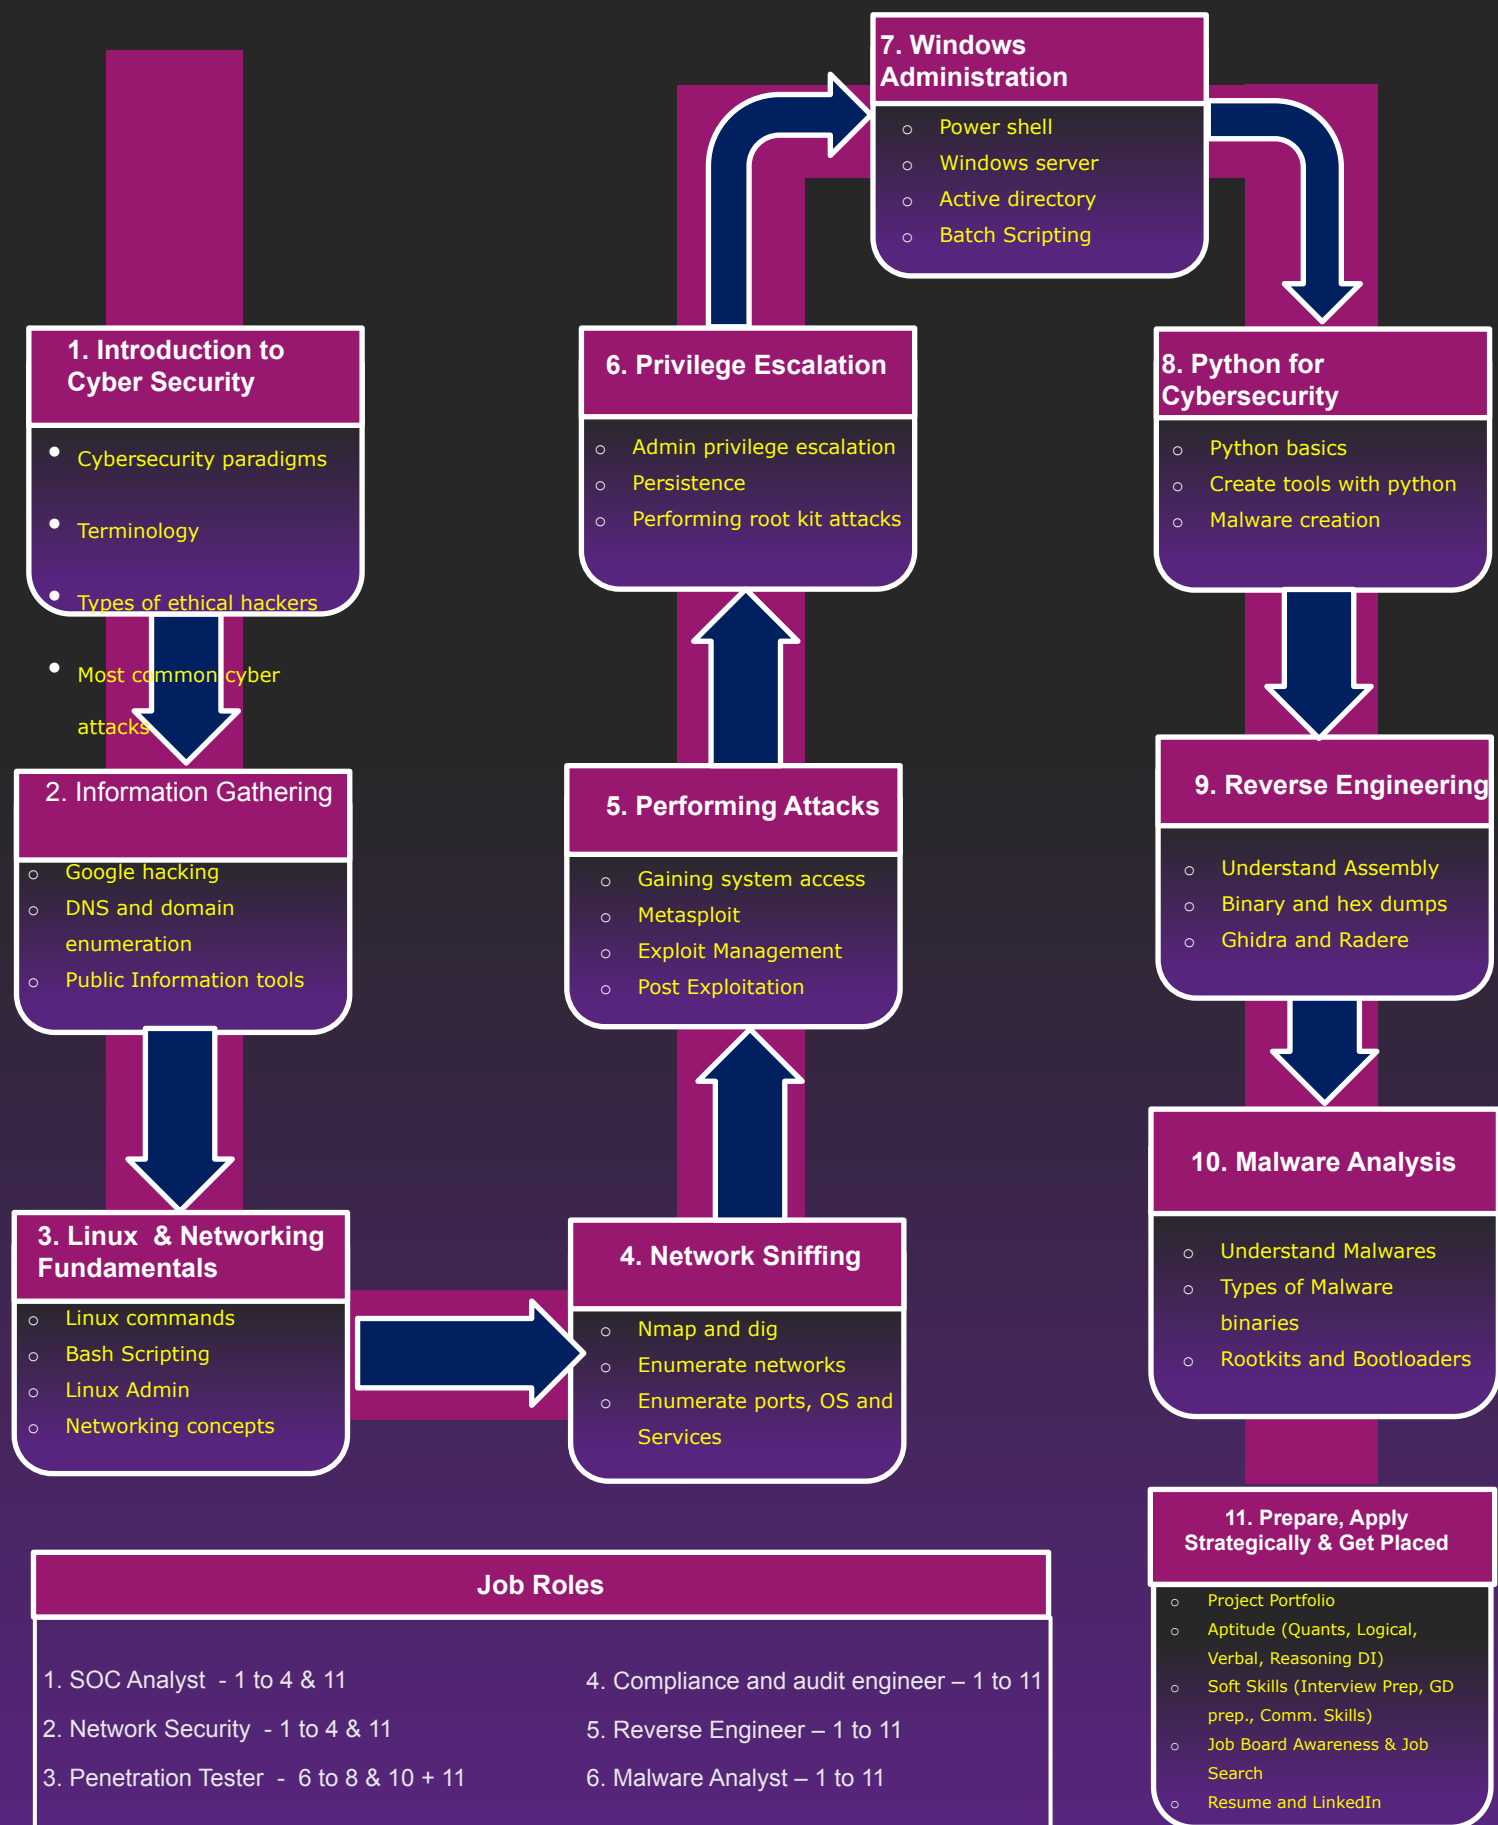 1. Introduction to
Cyber Security
• Cybersecurity paradigms
• Terminology
• Types of ethical hackers
• Most common cyber
attacks
2. Information Gathering
o Google hacking
o DNS and domain
enumeration
o Public Information tools
3. Linux & Networking
Fundamentals
o Linux commands
o Bash Scripting
o Linux Admin
o Networking concepts
4. Network Sniffing
o Nmap and dig
o Enumerate networks
o Enumerate ports, OS and
Services
5. Performing Attacks
o Gaining system access
o Metasploit
o Exploit Management
o Post Exploitation
6. Privilege Escalation
o Admin privilege escalation
o Persistence
o Performing root kit attacks
7. Windows
Administration
o Power shell
o Windows server
o Active directory
o Batch Scripting
8. Python for
Cybersecurity
o Python basics
o Create tools with python
o Malware creation
9. Reverse Engineering
o Understand Assembly
o Binary and hex dumps
o Ghidra and Radere
10. Malware Analysis
o Understand Malwares
o Types of Malware
binaries
o Rootkits and Bootloaders
11. Prepare, Apply
Strategically & Get Placed
o Project Portfolio
o Aptitude (Quants, Logical,
Verbal, Reasoning DI)
o Soft Skills (Interview Prep, GD
prep., Comm. Skills)
o Job Board Awareness & Job
Search
o Resume and LinkedIn
Job Roles
1. SOC Analyst - 1 to 4 & 11
2. Network Security - 1 to 4 & 11
3. Penetration Tester - 6 to 8 & 10 + 11
4. Compliance and audit engineer – 1 to 11
5. Reverse Engineer – 1 to 11
6. Malware Analyst – 1 to 11